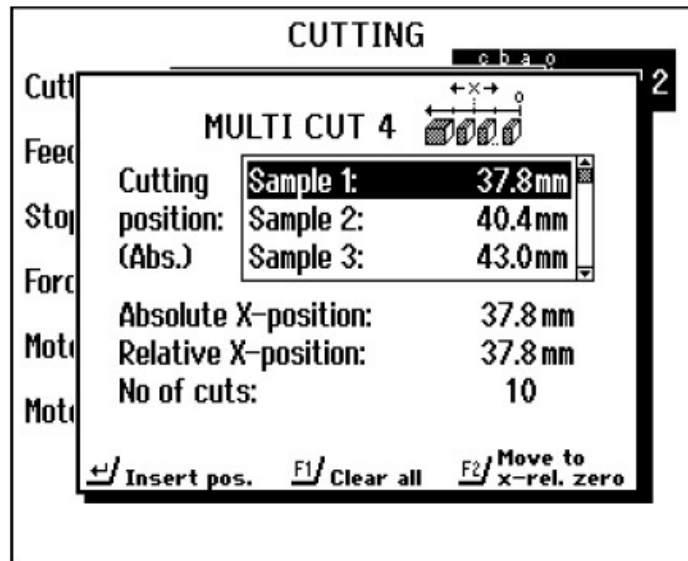 CUTTING
c b a o
2
Cutt
← X →
o
MULTI CUT 4
Feed
Cutting
position:
(Abs.)
Sample 1: 37.8mm
Sample 2: 40.4mm
Sample 3: 43.0mm
Stop
Forc
Absolute X-position: 37.8 mm
Relative X-position: 37.8 mm
No of cuts: 10
Moto
Moto
↵ Insert pos.
F1 Clear all
F2 Move to
x-rel. zero